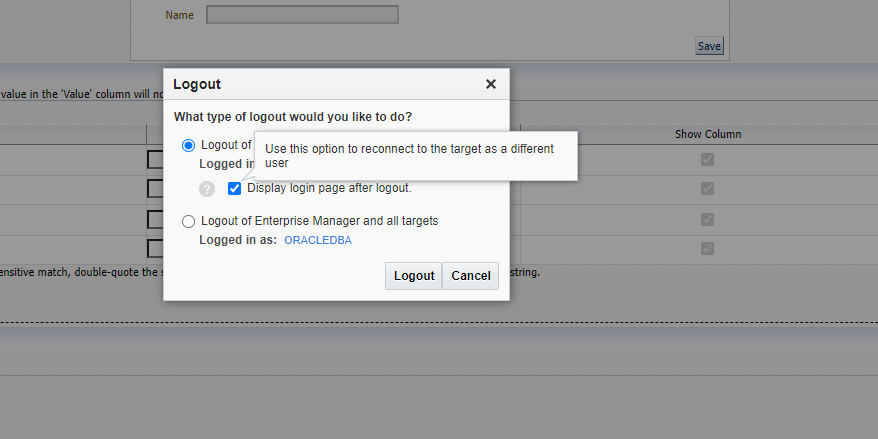 Name
Save
value in the 'Value' column will no
Logout
What type of logout would you like to do?
Logout of
Use this option to reconnect to the target as a different
user
Logged in
Display login page after logout.
Logout of Enterprise Manager and all targets
Logged in as: ORACLEDBA
Logout Cancel
Show Column
ensitive match, double-quote the s
string.